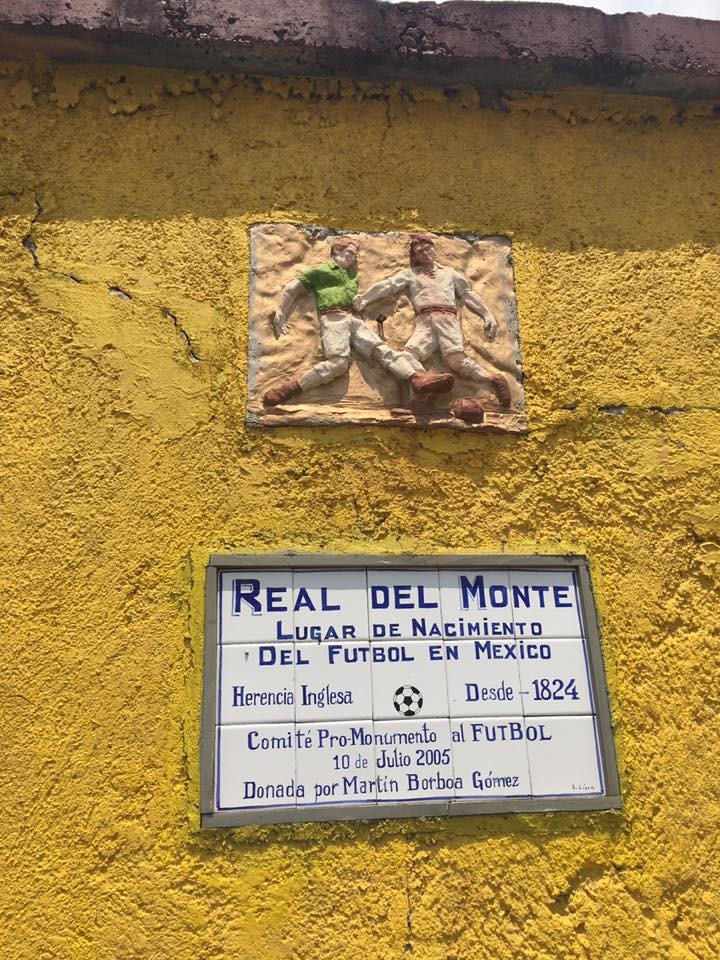 REAL DEL MONTE
LUGAR DE NACIMIENTO
DEL FUTBOL EN MEXICO
Herencia Inglesa Desde - 1824
Comité Pro-Monumento al FUTBOL
10 de Julio 2005
Donada por Martín Borboa Gómez